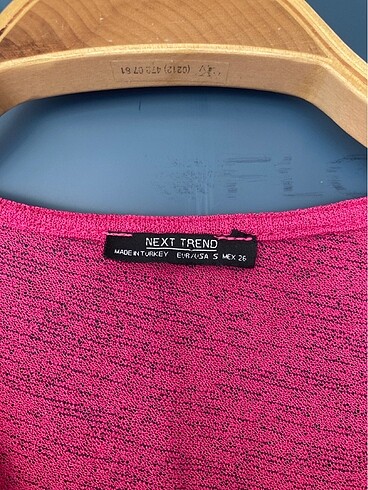 (0212) 470 07 61
NEXT TREND
MADE IN TURKEY EUR/USA S MEX 26